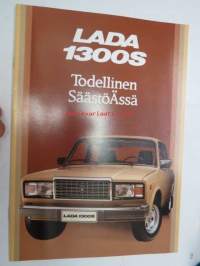 LADA
1300S
Todellinen
SäästöÄssä
LADA 1300S